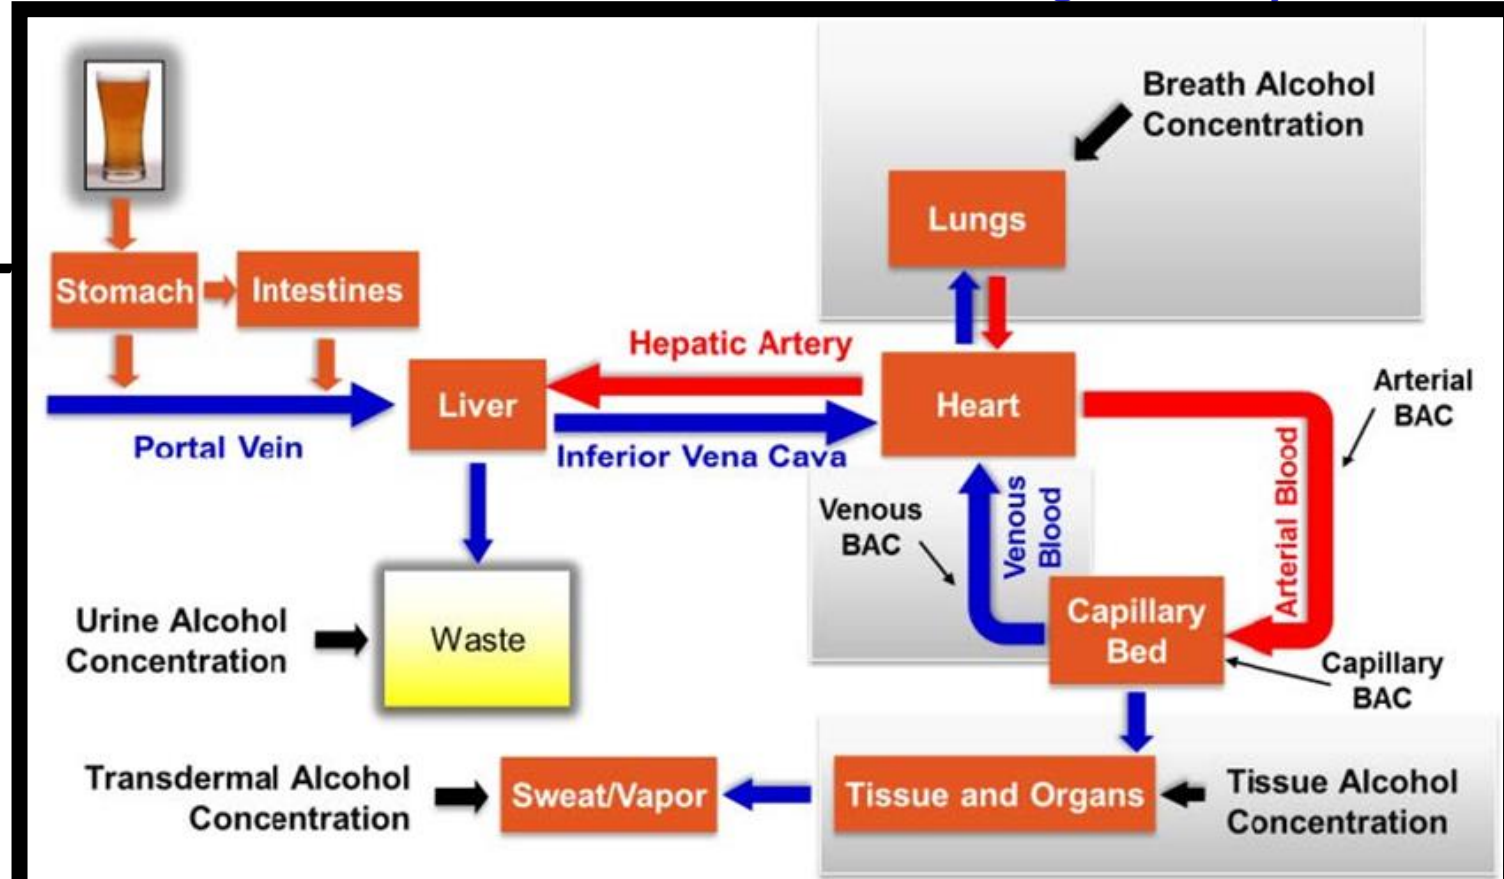 Breath Alcohol
Concentration
Lungs
Stomach
Intestines
Hepatic Artery
Liver
Heart
Arterial
BAC
Portal Vein
Inferior Vena Cava
Venous
BAC
Venous
Blood
Arterial Blood
Capillary
Bed
Urine Alcohol
Concentration
Waste
Capillary
BAC
Transdermal Alcohol
Concentration
Sweat/Vapor
Tissue and Organs
Tissue Alcohol
Concentration